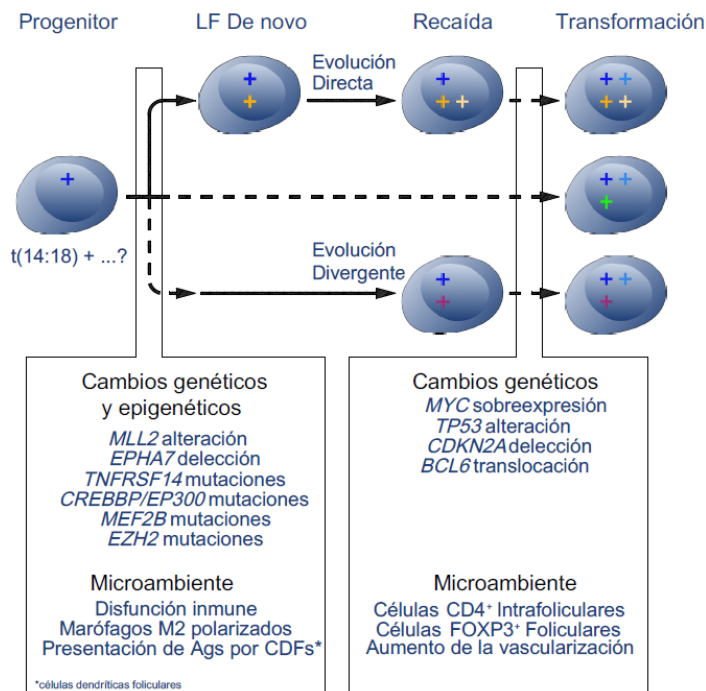 Progenitor
LF De novo
Recaída
Transformación
Evolución
Directa
t(14:18) + ...?
Evolución
Divergente
Cambios genéticos
y epigenéticos
MLL2 alteración
EPHA7 delección
TNFRSF14 mutaciones
CREBBP/EP300 mutaciones
MEF2B mutaciones
EZH2 mutaciones
Microambiente
Disfunción inmune
Marófagos M2 polarizados
Presentación de Ags por CDFs*
*células dendríticas foliculares
Cambios genéticos
MYC sobreexpresión
TP53 alteración
CDKN2A delección
BCL6 translocación
Microambiente
Células CD4⁺ Intrafoliculares
Células FOXP3⁺ Foliculares
Aumento de la vascularización